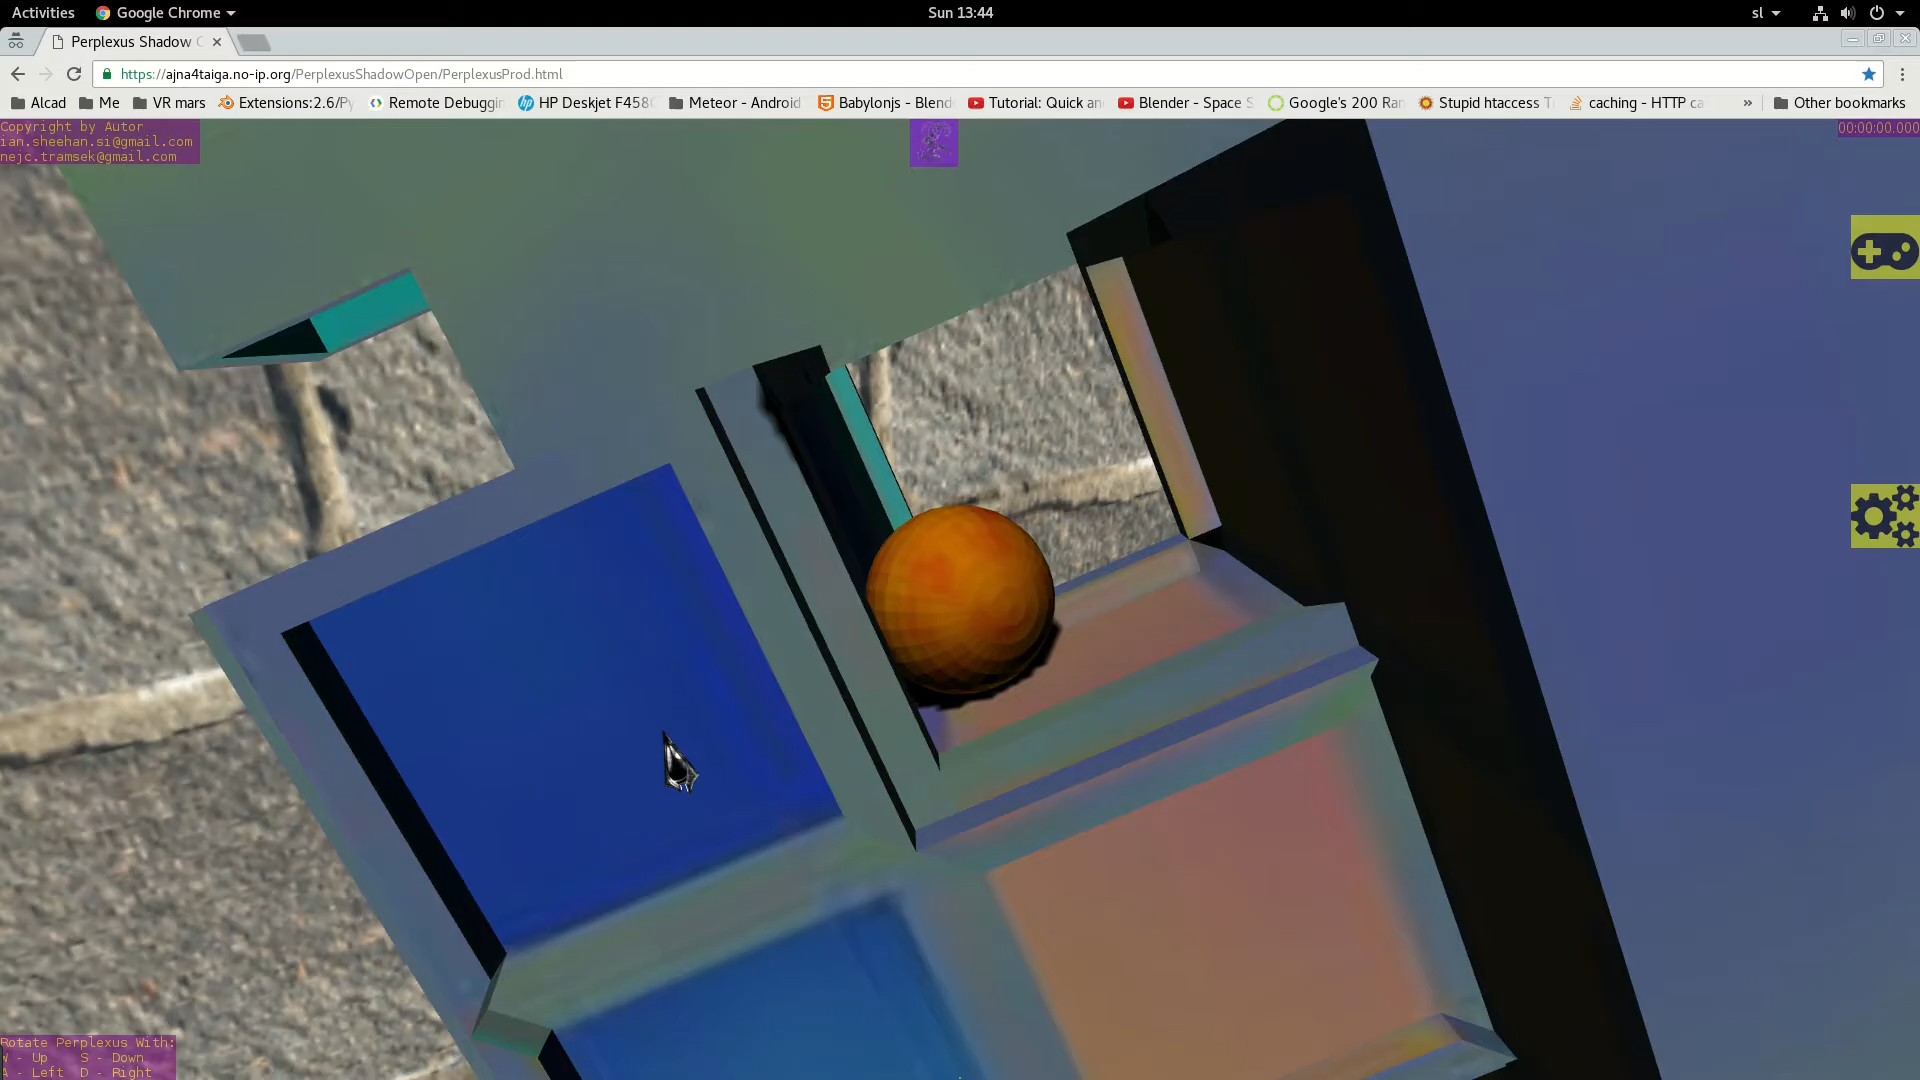 Activities Google Chrome Sun 13:44 sl
Perplexus Shadow
https://ajna4taiga.no-ip.org/PerplexusShadowOpen/PerplexusProd.html
Alcad Me VR mars Extensions:2.6/Py Remote Debuggin HP Deskjet F458 Meteor - Android Babylonjs - Blend Tutorial: Quick an Blender - Space S Google's 200 Ran Stupid htaccess T caching - HTTP ca » Other bookmarks
Copyright by Autor
ian.sheehan.si@gmail.com
nejc.tramsek@gmail.com
00:00:00.000
Rotate Perplexus With:
W - Up S - Down
A - Left D - Right